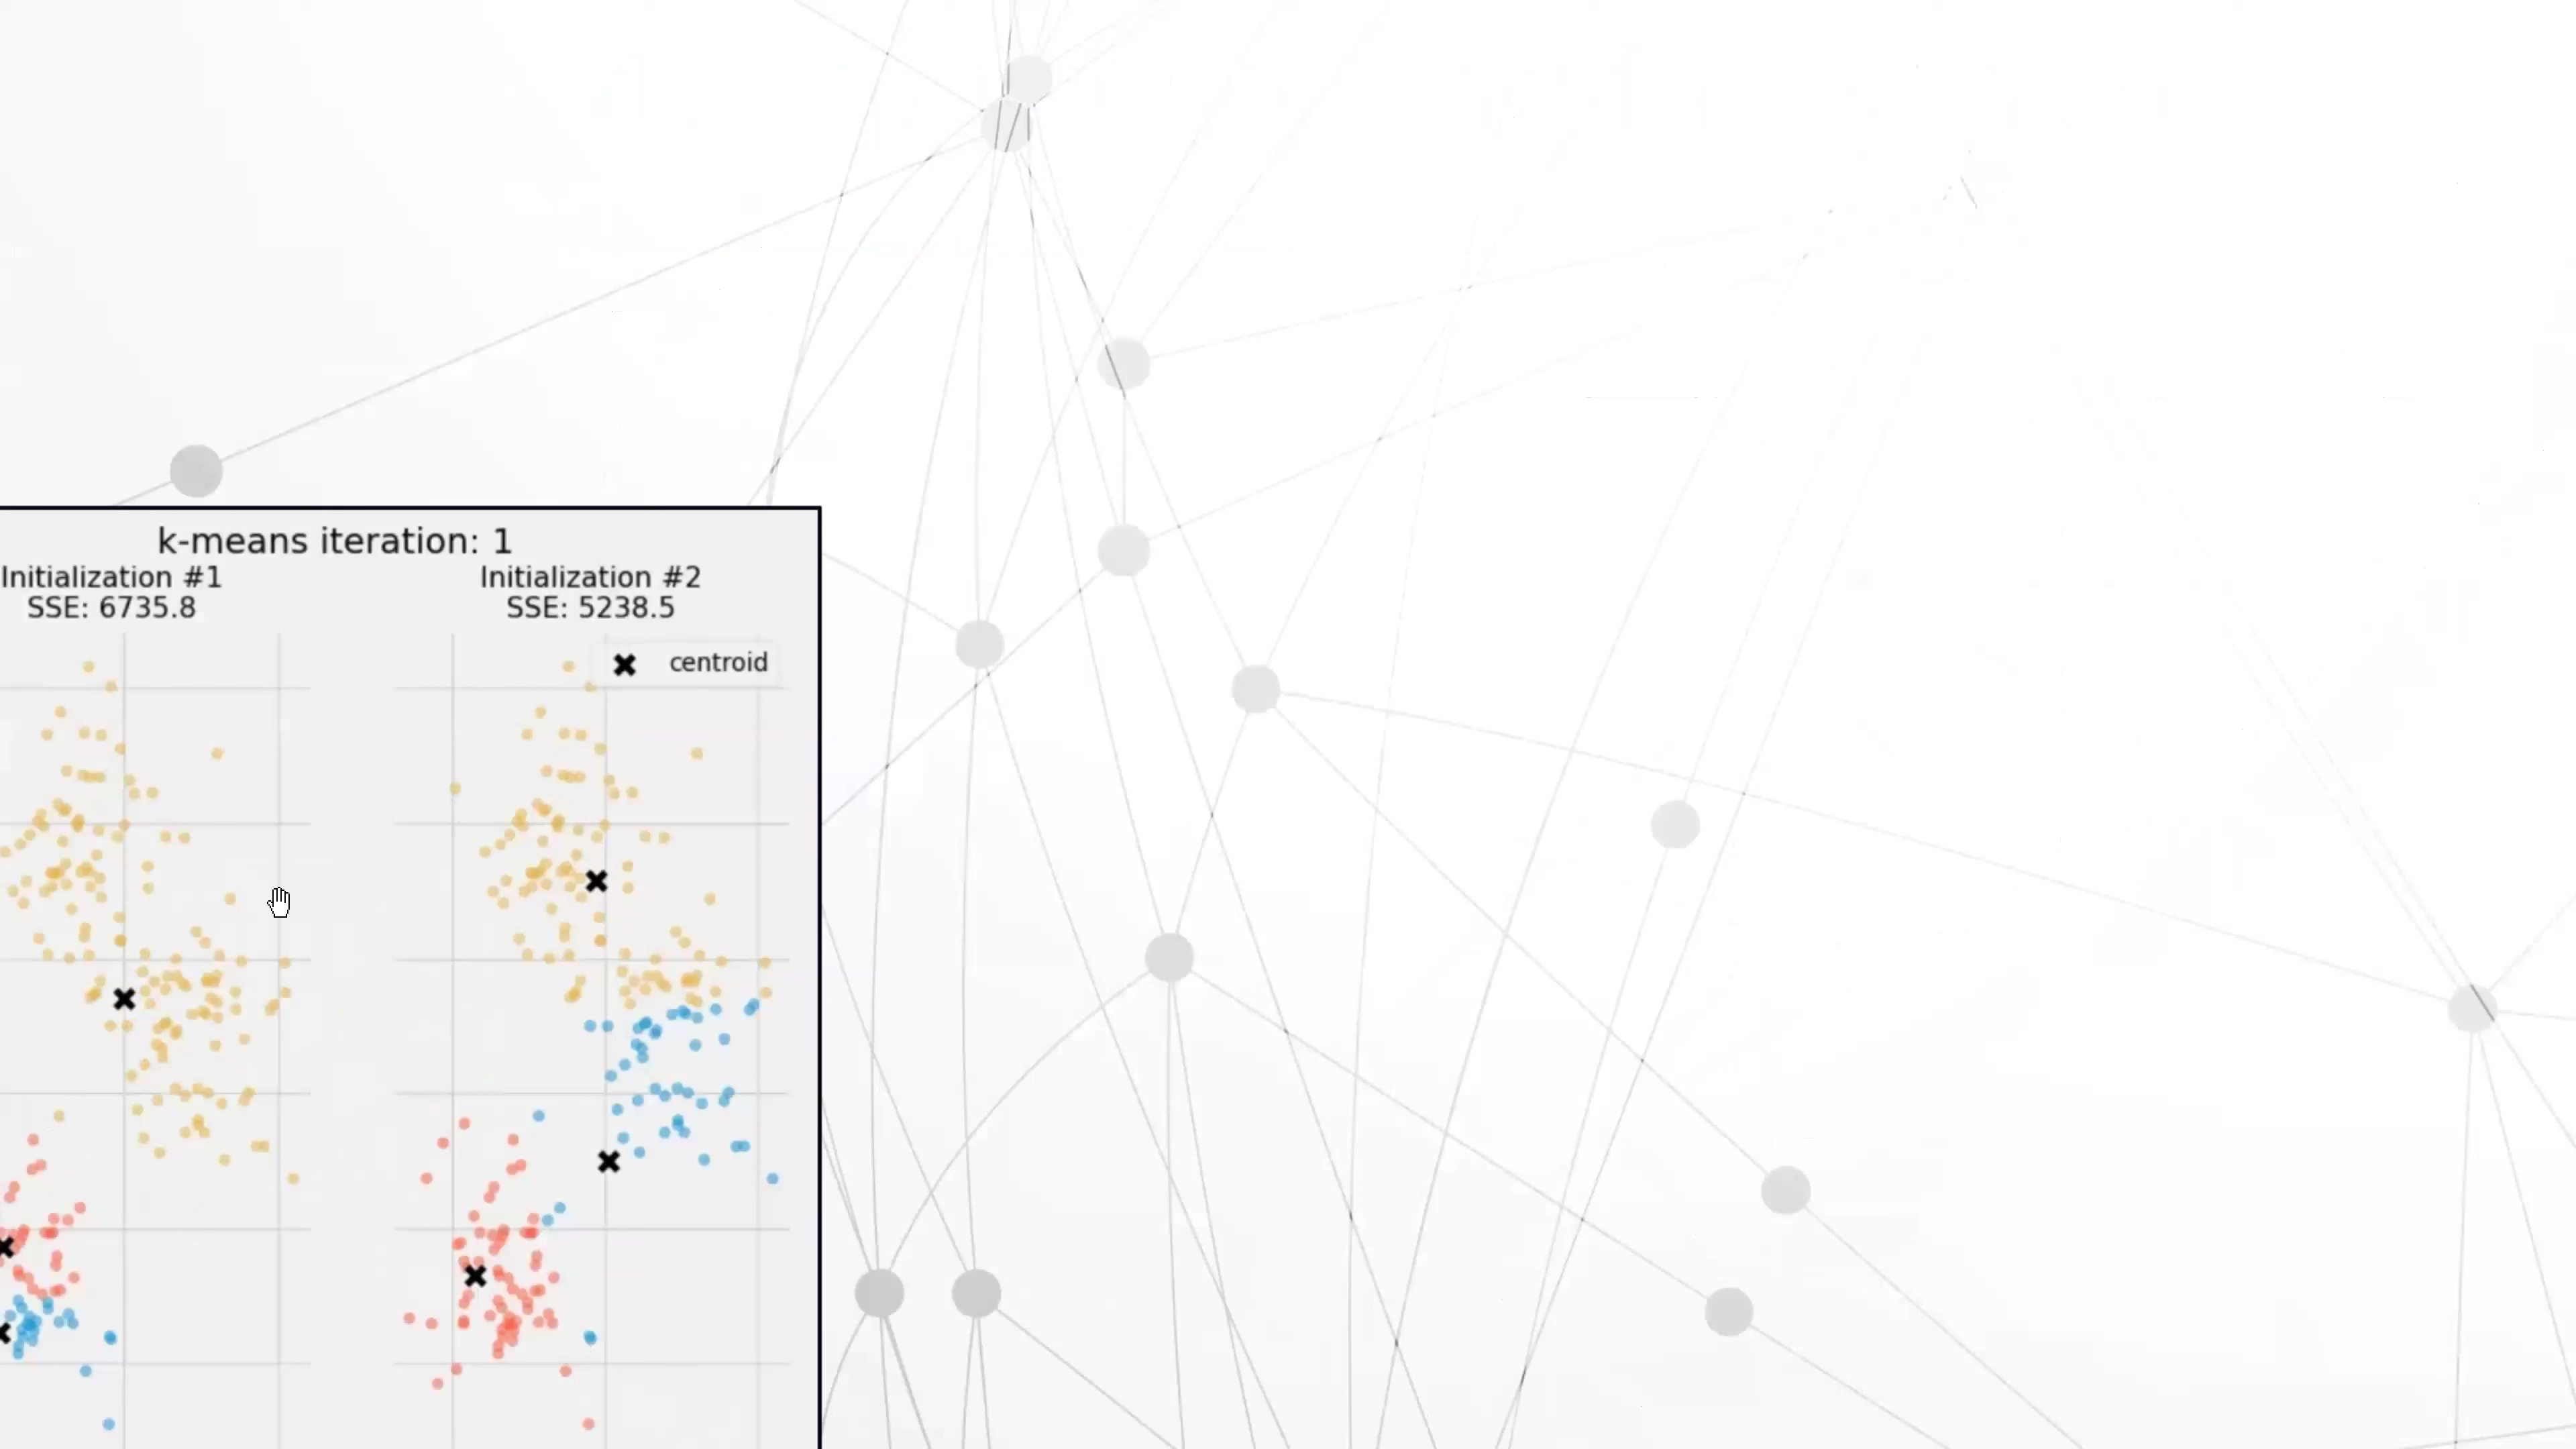 k-means iteration: 1
Initialization #1
SSE: 6735.8
Initialization #2
SSE: 5238.5
centroid